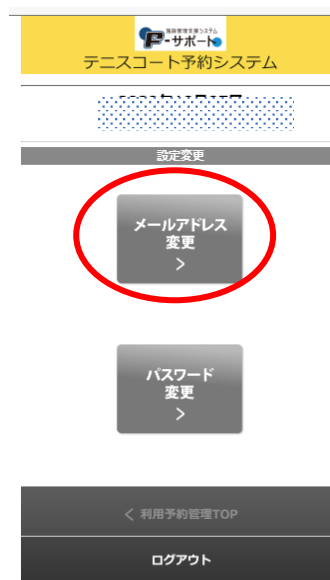 施設管理支援システム
F-サポート
テニスコート予約システム
設定変更
メールアドレス
変更
>
パスワード
変更
>
< 利用予約管理TOP
ログアウト